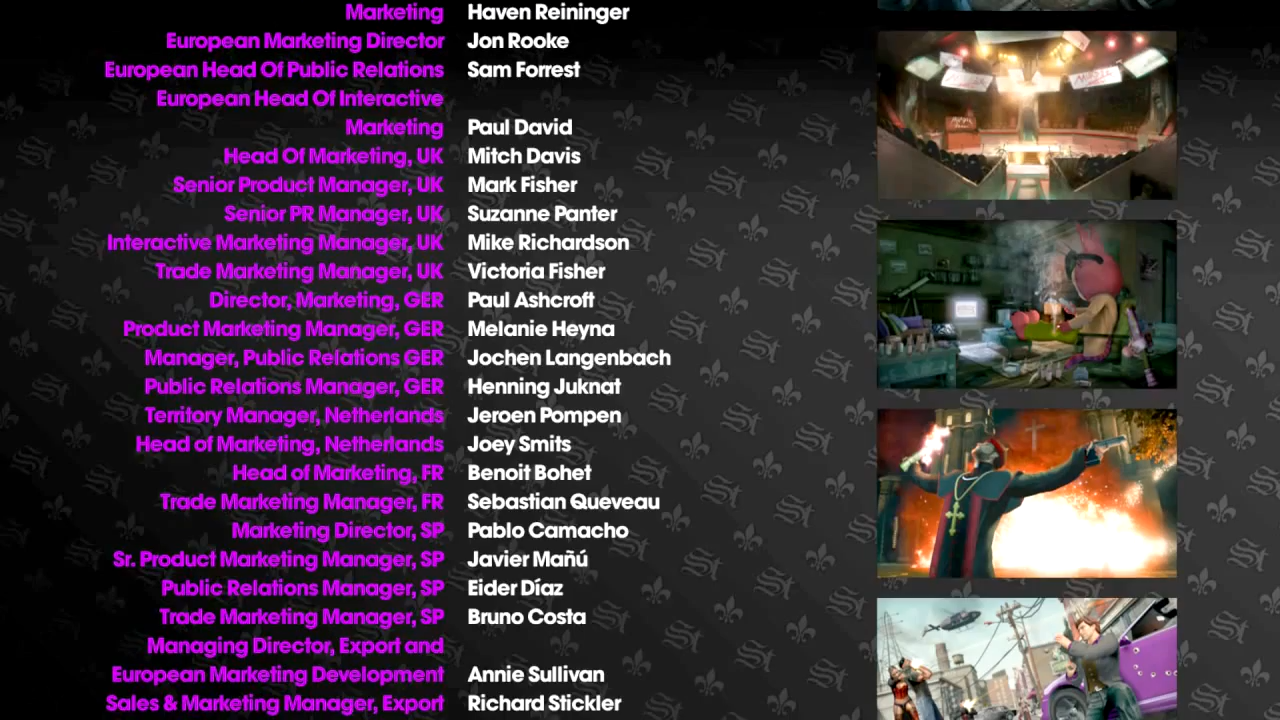 Marketing Haven Reininger
European Marketing Director Jon Rooke
European Head Of Public Relations Sam Forrest
European Head Of Interactive
Marketing Paul David
Head Of Marketing, UK Mitch Davis
Senior Product Manager, UK Mark Fisher
Senior PR Manager, UK Suzanne Panter
Interactive Marketing Manager, UK Mike Richardson
Trade Marketing Manager, UK Victoria Fisher
Director, Marketing, GER Paul Ashcroft
Product Marketing Manager, GER Melanie Heyna
Manager, Public Relations GER Jochen Langenbach
Public Relations Manager, GER Henning Juknat
Territory Manager, Netherlands Jeroen Pompen
Head of Marketing, Netherlands Joey Smits
Head of Marketing, FR Benoit Bohet
Trade Marketing Manager, FR Sebastian Queveau
Marketing Director, SP Pablo Camacho
Sr. Product Marketing Manager, SP Javier Mañú
Public Relations Manager, SP Eider Díaz
Trade Marketing Manager, SP Bruno Costa
Managing Director, Export and
European Marketing Development Annie Sullivan
Sales & Marketing Manager, Export Richard Stickler